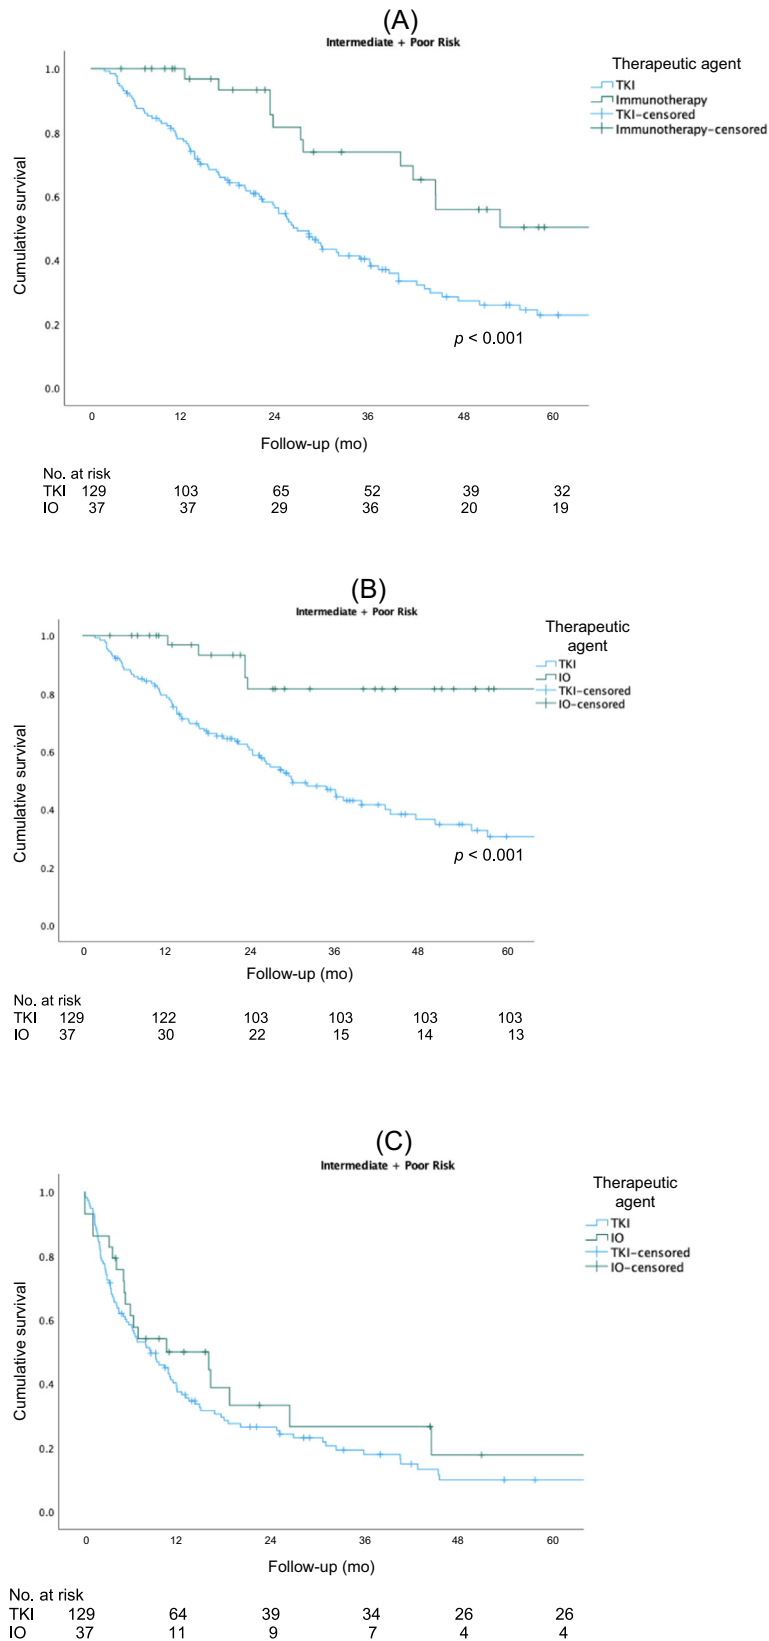 (A)
Intermediate + Poor Risk
Therapeutic agent
TKI
Immunotherapy
TKI-censored
Immunotherapy-censored
Cumulative survival
1.0
0.8
0.6
0.4
0.2
0.0
p < 0.001
0 12 24 36 48 60
Follow-up (mo)
No. at risk
TKI 129 103 65 52 39 32
IO 37 37 29 36 20 19
(B)
Intermediate + Poor Risk
Therapeutic
agent
TKI
IO
TKI-censored
IO-censored
Cumulative survival
1.0
0.8
0.6
0.4
0.2
0.0
p < 0.001
0 12 24 36 48 60
Follow-up (mo)
No. at risk
TKI 129 122 103 103 103 103
IO 37 30 22 15 14 13
(C)
Intermediate + Poor Risk
Therapeutic
agent
TKI
IO
TKI-censored
IO-censored
Cumulative survival
1.0
0.8
0.6
0.4
0.2
0.0
0 12 24 36 48 60
Follow-up (mo)
No. at risk
TKI 129 64 39 34 26 26
IO 37 11 9 7 4 4